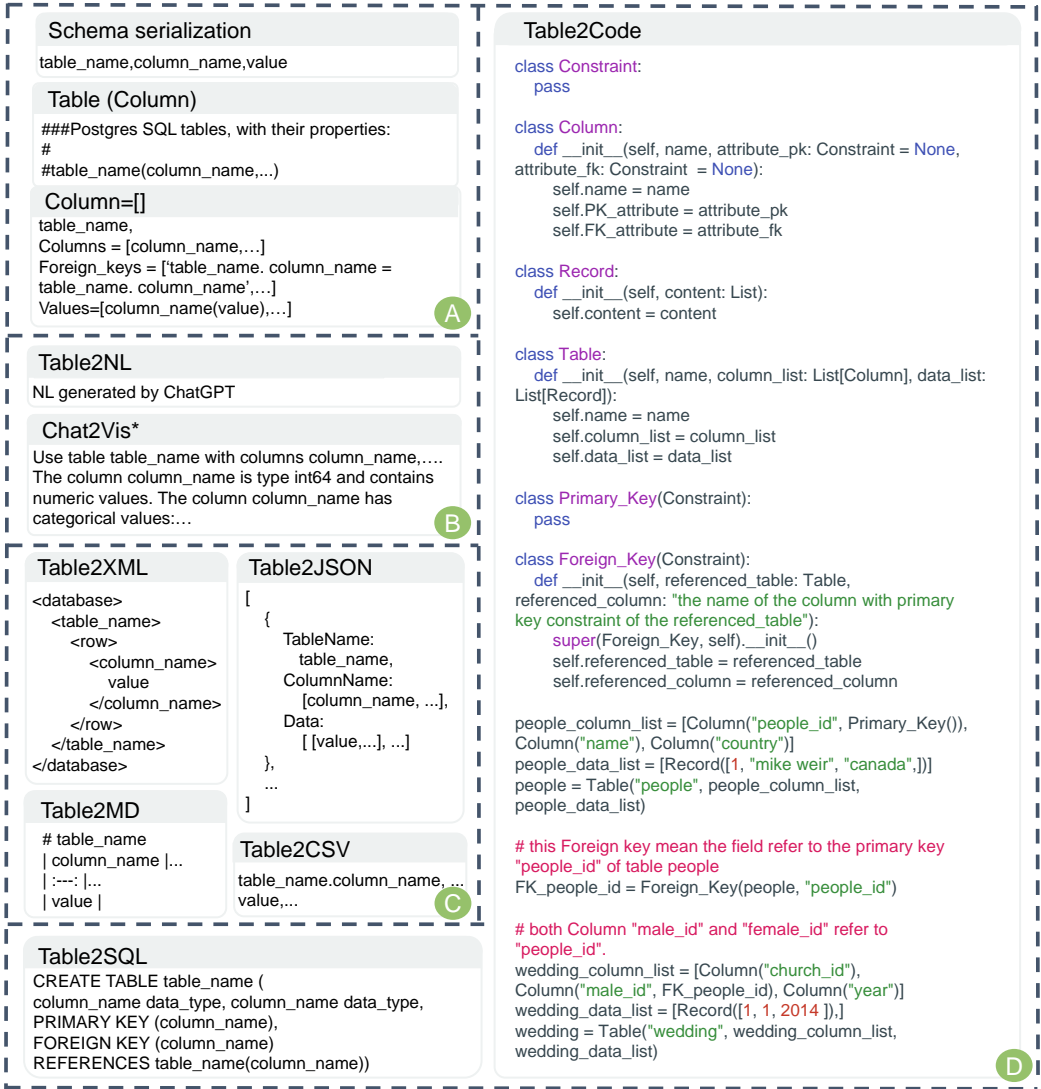 Schema serialization
table_name,column_name,value
Table (Column)
###Postgres SQL tables, with their properties:
#
#table_name(column_name,...)
Column=[]
table_name,
Columns = [column_name,…]
Foreign_keys = [‘table_name. column_name =
table_name. column_name’,…]
Values=[column_name(value),…]
A
Table2NL
NL generated by ChatGPT
Chat2Vis*
Use table table_name with columns column_name,….
The column column_name is type int64 and contains
numeric values. The column column_name has
categorical values:…
B
Table2XML
<database>
<table_name>
<row>
<column_name>
value
</column_name>
</row>
</table_name>
</database>
Table2JSON
[
{
TableName:
table_name,
ColumnName:
[column_name, ...],
Data:
[ [value,...], ...]
},
...
]
Table2MD
# table_name
| column_name |...
| :---: |...
| value |
Table2CSV
table_name.column_name, ...
value,...
C
Table2SQL
CREATE TABLE table_name (
column_name data_type, column_name data_type,
PRIMARY KEY (column_name),
FOREIGN KEY (column_name)
REFERENCES table_name(column_name))
Table2Code
class Constraint:
pass
class Column:
def __init__(self, name, attribute_pk: Constraint = None,
attribute_fk: Constraint = None):
self.name = name
self.PK_attribute = attribute_pk
self.FK_attribute = attribute_fk
class Record:
def __init__(self, content: List):
self.content = content
class Table:
def __init__(self, name, column_list: List[Column], data_list:
List[Record]):
self.name = name
self.column_list = column_list
self.data_list = data_list
class Primary_Key(Constraint):
pass
class Foreign_Key(Constraint):
def __init__(self, referenced_table: Table,
referenced_column: "the name of the column with primary
key constraint of the referenced_table"):
super(Foreign_Key, self).__init__()
self.referenced_table = referenced_table
self.referenced_column = referenced_column
people_column_list = [Column("people_id", Primary_Key()),
Column("name"), Column("country")]
people_data_list = [Record([1, "mike weir", "canada",])]
people = Table("people", people_column_list,
people_data_list)
# this Foreign key mean the field refer to the primary key
"people_id" of table people
FK_people_id = Foreign_Key(people, "people_id")
# both Column "male_id" and "female_id" refer to
"people_id".
wedding_column_list = [Column("church_id"),
Column("male_id", FK_people_id), Column("year")]
wedding_data_list = [Record([1, 1, 2014 ]),]
wedding = Table("wedding", wedding_column_list,
wedding_data_list)
D